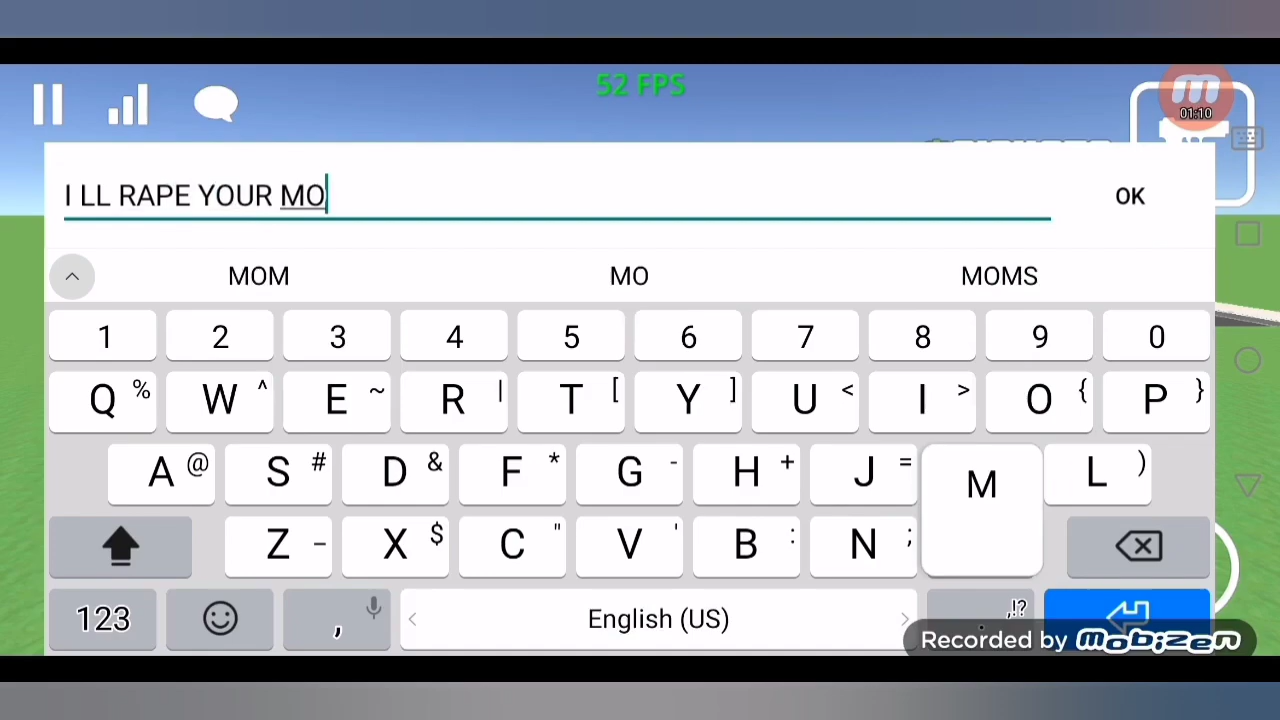 52 FPS
01:10
I LL RAPE YOUR MO
OK
MOM MO MOMS
1 2 3 4 5 6 7 8 9 0
Q % W ^ E ~ R | T [ Y ] U < I > O { P }
A @ S # D & F * G - H + J = M L )
Z _ X $ C " V ' B : N ;
123 , < English (US) > ,!? .
Recorded by mobizen